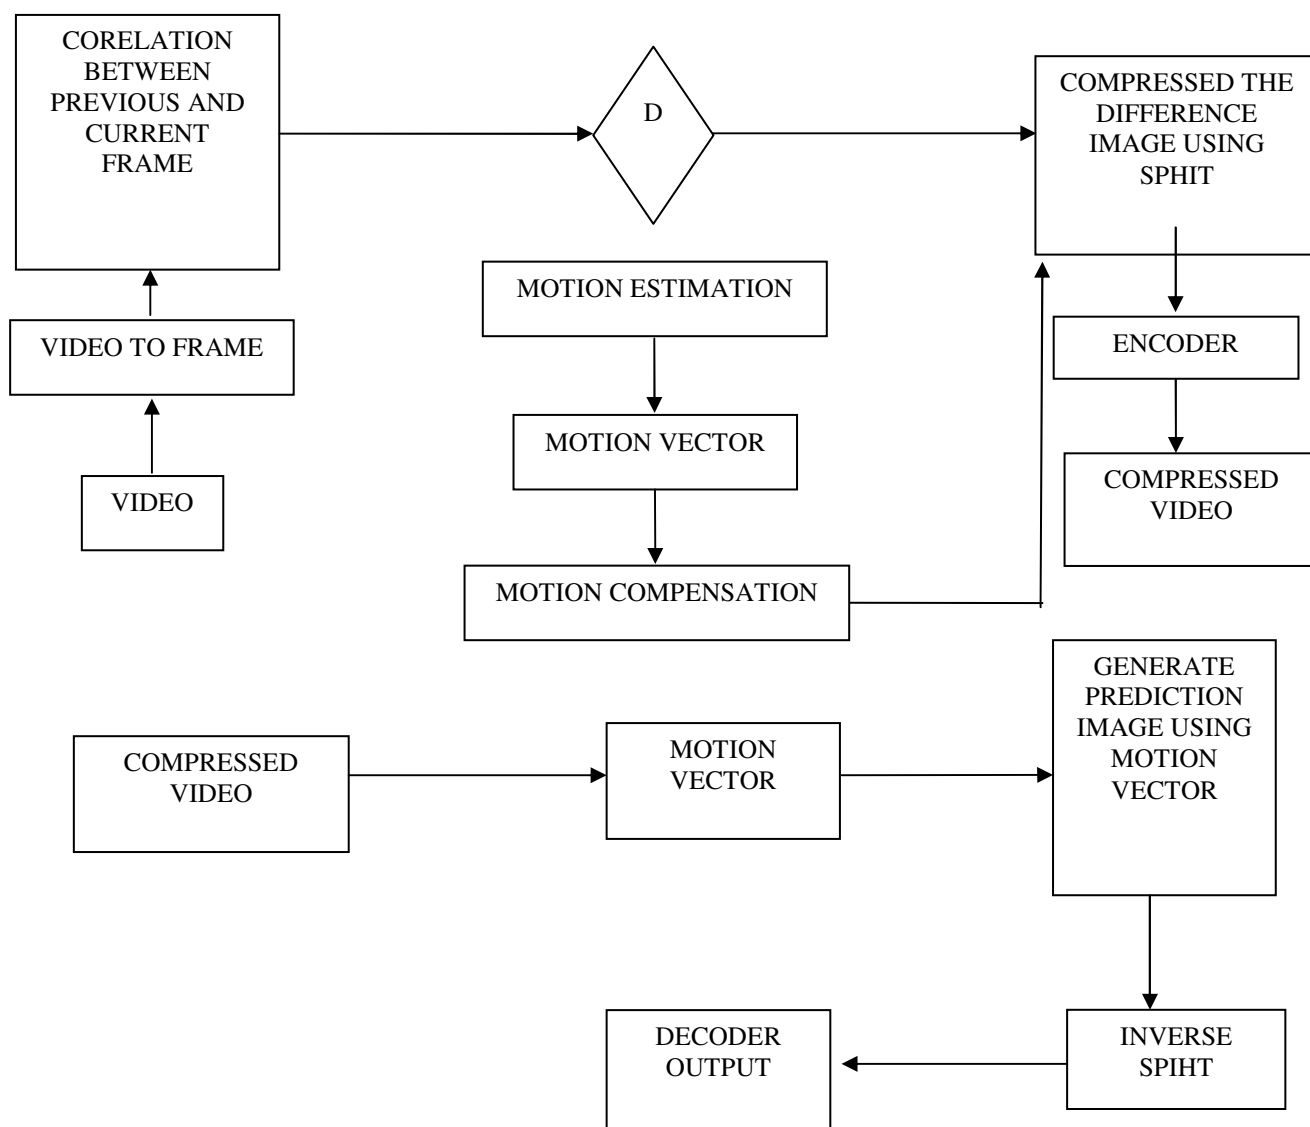 CORELATION
BETWEEN
PREVIOUS AND
CURRENT
FRAME
D
COMPRESSED THE
DIFFERENCE
IMAGE USING
SPHIT
MOTION ESTIMATION
VIDEO TO FRAME
ENCODER
MOTION VECTOR
VIDEO
COMPRESSED
VIDEO
MOTION COMPENSATION
GENERATE
PREDICTION
IMAGE USING
MOTION
VECTOR
COMPRESSED
VIDEO
MOTION
VECTOR
DECODER
OUTPUT
INVERSE
SPIHT